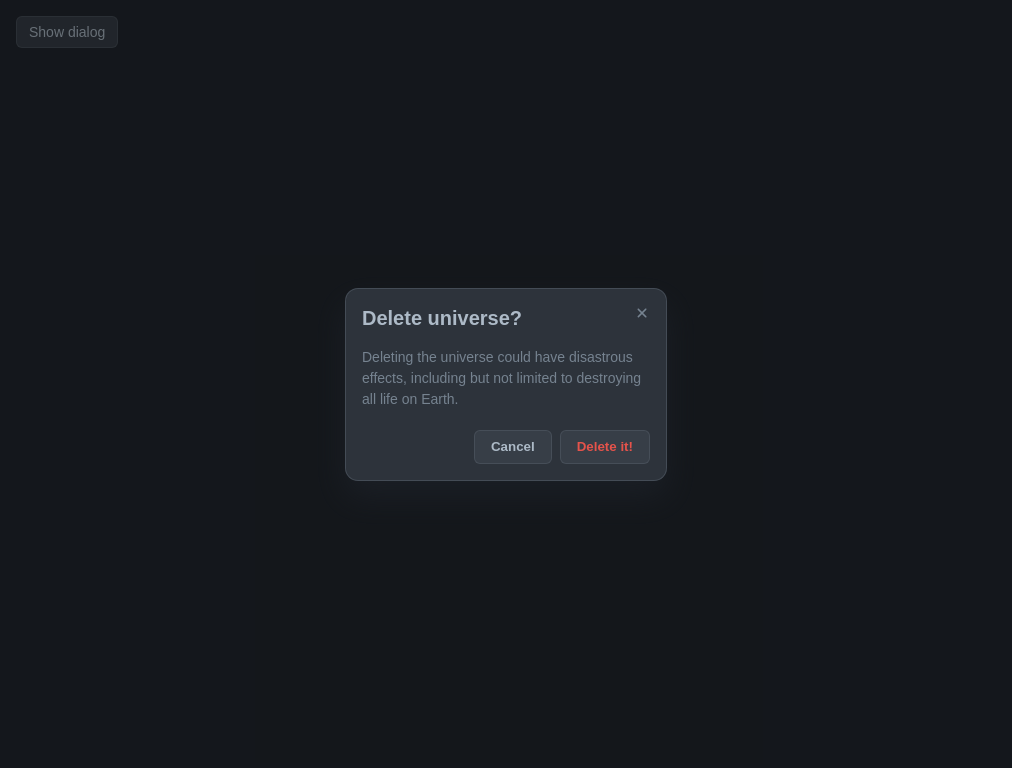 Show dialog
Delete universe?
Deleting the universe could have disastrous
effects, including but not limited to destroying
all life on Earth.
Cancel
Delete it!